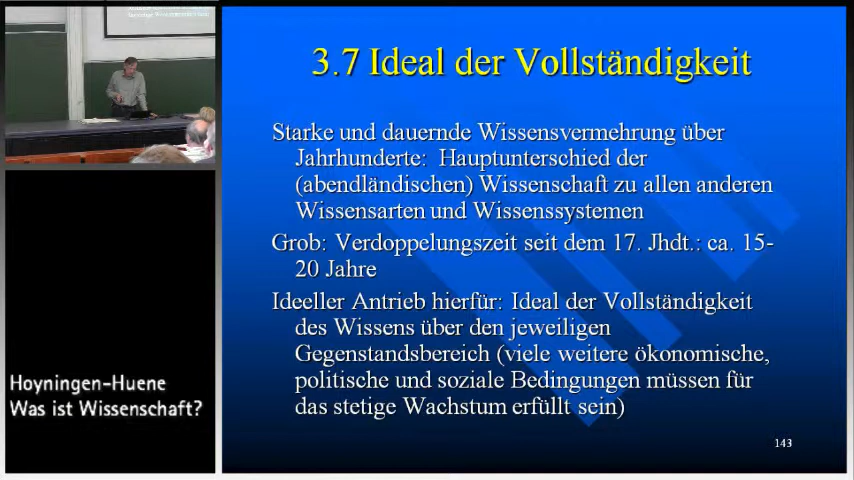 3.7 Ideal der Vollständigkeit
Starke und dauernde Wissensvermehrung über
Jahrhunderte: Hauptunterschied der
(abendländischen) Wissenschaft zu allen anderen
Wissensarten und Wissenssystemen
Grob: Verdoppelungszeit seit dem 17. Jhdt.: ca. 15-
20 Jahre
Ideeller Antrieb hierfür: Ideal der Vollständigkeit
des Wissens über den jeweiligen
Gegenstandsbereich (viele weitere ökonomische,
politische und soziale Bedingungen müssen für
das stetige Wachstum erfüllt sein)
143
Hoyningen-Huene
Was ist Wissenschaft?